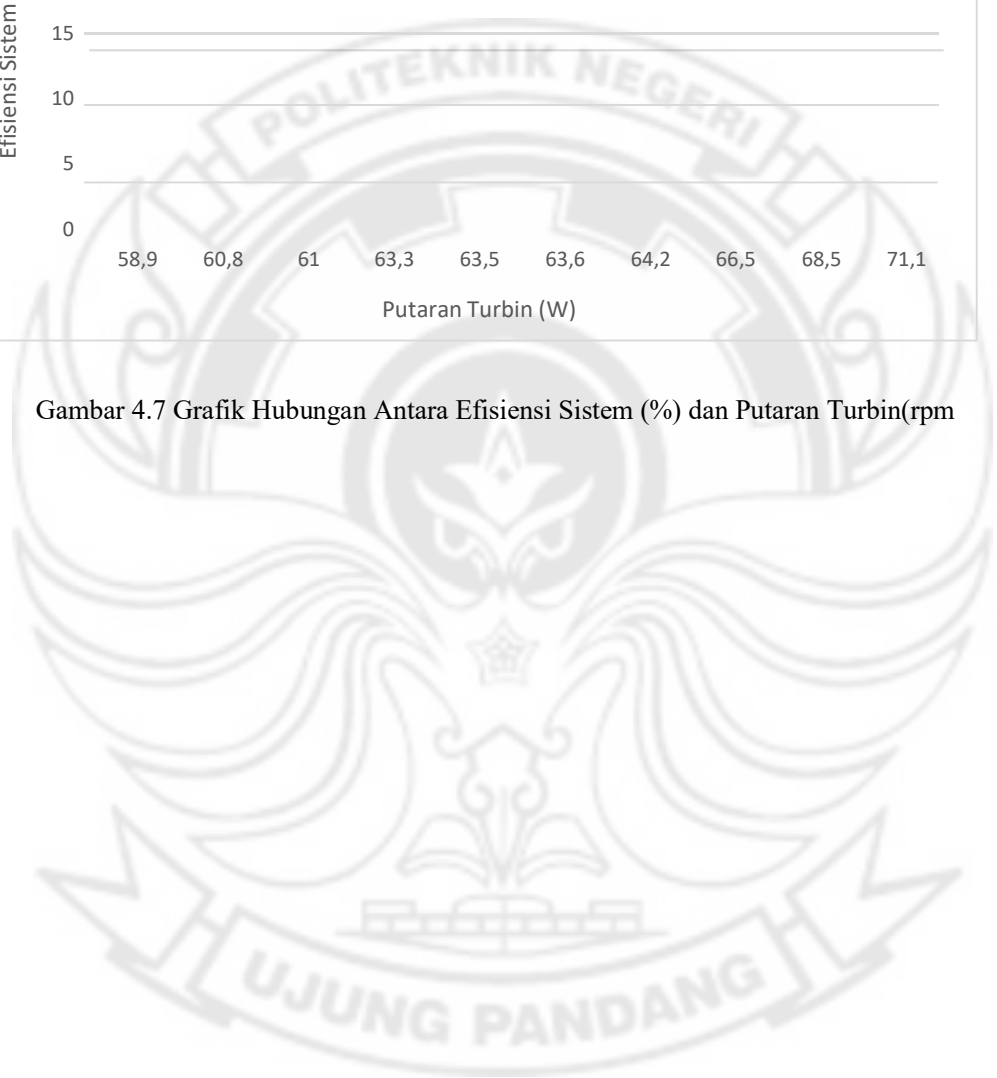 Efisiensi Sistem
15
10
5
0
58,9 60,8 61 63,3 63,5 63,6 64,2 66,5 68,5 71,1
Putaran Turbin (W)
Gambar 4.7 Grafik Hubungan Antara Efisiensi Sistem (%) dan Putaran Turbin(rpm
POLITEKNIK NEGERI
UJUNG PANDANG